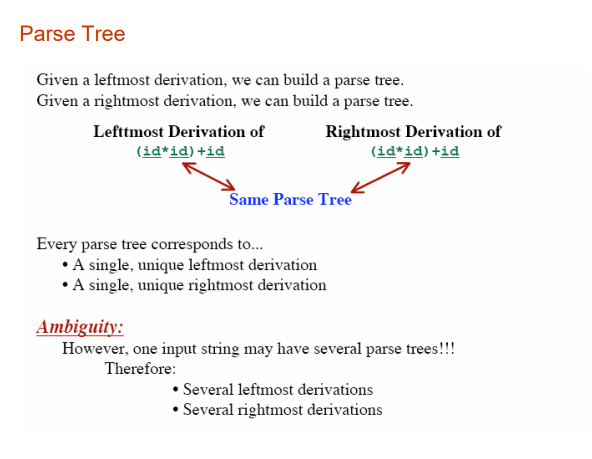 Parse Tree
Given a leftmost derivation, we can build a parse tree.
Given a rightmost derivation, we can build a parse tree.
Lefttmost Derivation of
(id*id)+id
Rightmost Derivation of
(id*id)+id
Same Parse Tree
Every parse tree corresponds to...
• A single, unique leftmost derivation
• A single, unique rightmost derivation
Ambiguity:
However, one input string may have several parse trees!!!
Therefore:
• Several leftmost derivations
• Several rightmost derivations